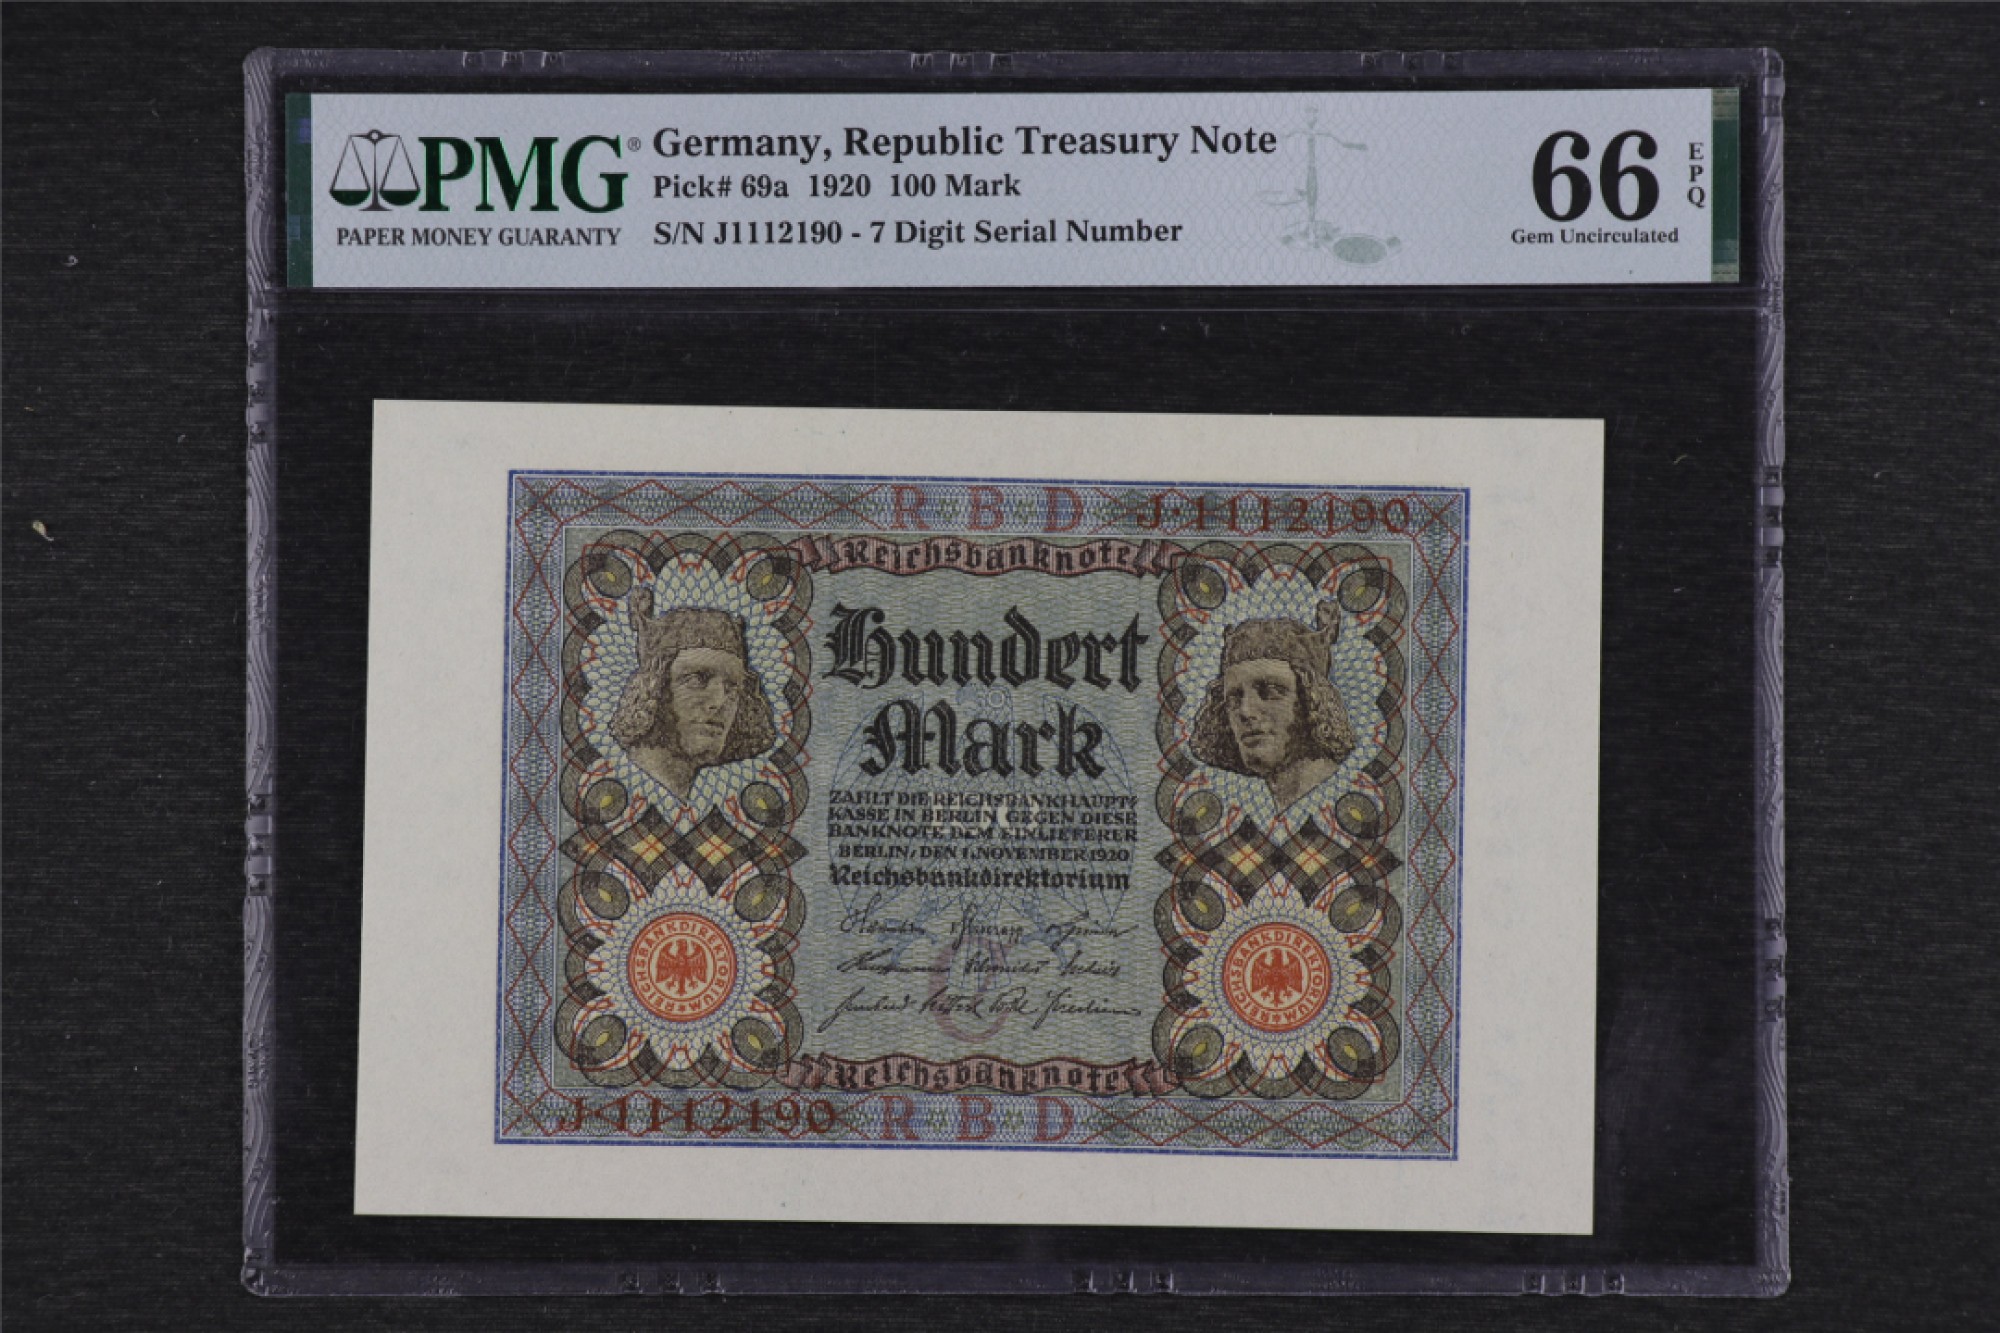 PMG®
PAPER MONEY GUARANTY
Germany, Republic Treasury Note
Pick# 69a 1920 100 Mark
S/N J1112190 - 7 Digit Serial Number
66
EPQ
Gem Uncirculated
R B D J·1112190
Reichsbanknote
Hundert
Mark
ZAHLT DIE REICHSBANKHAUPT⸗
KASSE IN BERLIN GEGEN DIESE
BANKNOTE DEM EINLIEFERER
BERLIN, DEN 1. NOVEMBER 1920
Reichsbankdirektorium
REICHSBANKDIREKTORIUM
REICHSBANKDIREKTORIUM
Reichsbanknote
J·1112190 R B D